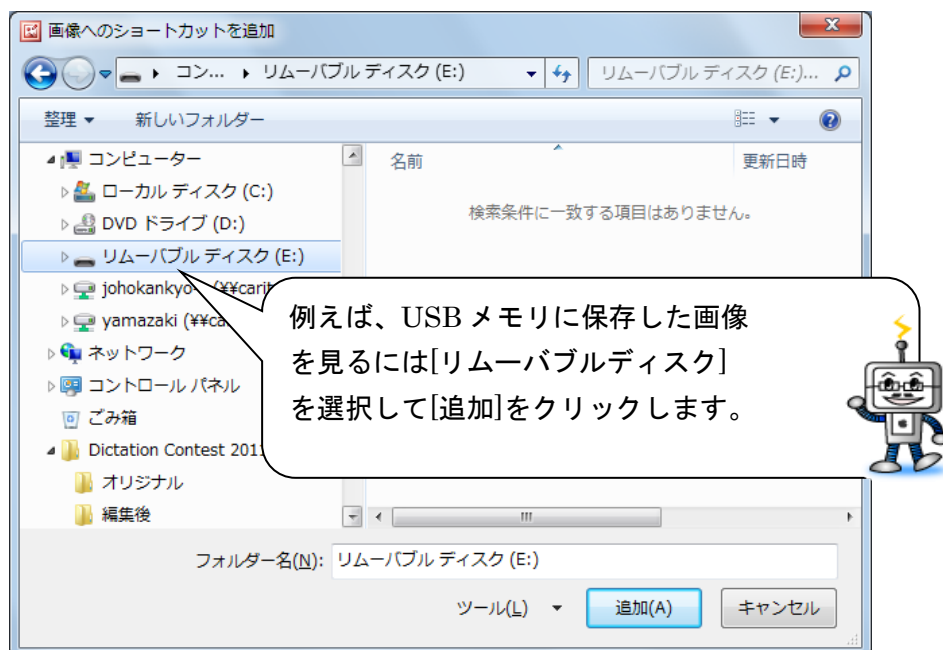 画像へのショートカットを追加
コン... リムーバブル ディスク (E:) リムーバブル ディスク (E:)...
整理 新しいフォルダー
コンピューター
名前 更新日時
ローカル ディスク (C:)
検索条件に一致する項目はありません。
DVD ドライブ (D:)
リムーバブル ディスク (E:)
johokankyo
yamazaki
ネットワーク
コントロール パネル
ごみ箱
Dictation Contest 201
オリジナル
編集後
例えば、USB メモリに保存した画像
を見るには[リムーバブルディスク]
を選択して[追加]をクリックします。
フォルダー名(N): リムーバブル ディスク (E:)
ツール(L) 追加(A) キャンセル